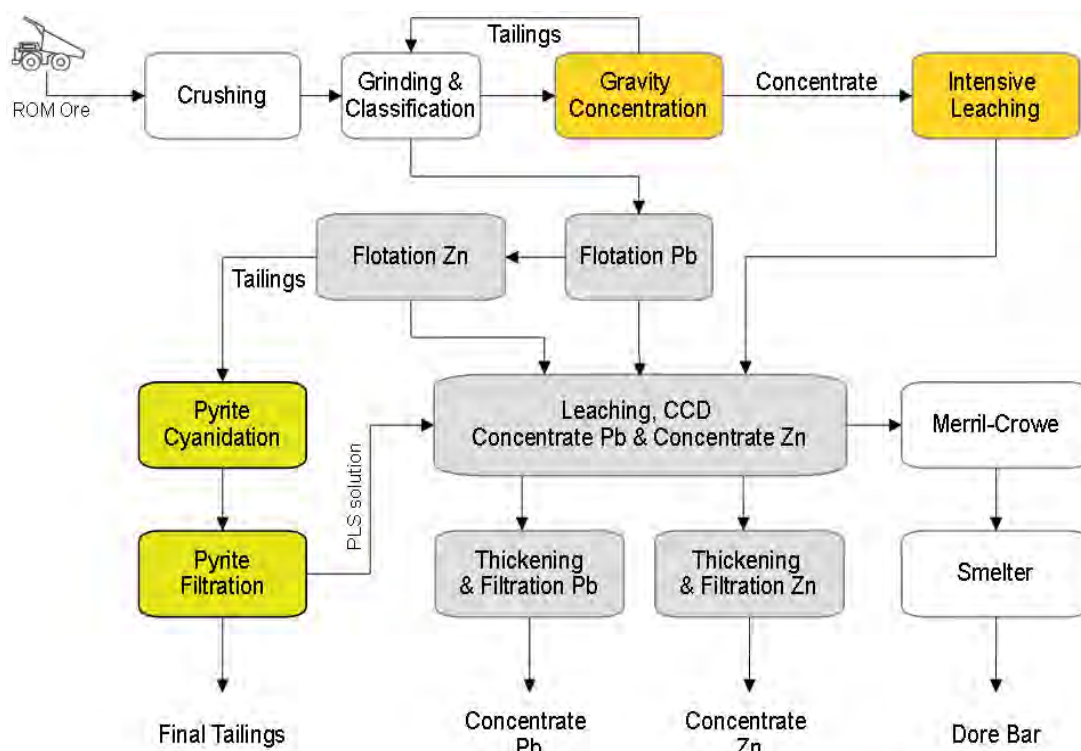 Tailings
ROM Ore
Crushing
Grinding &
Classification
Gravity
Concentration
Concentrate
Intensive
Leaching
Flotation Zn
Flotation Pb
Tailings
Pyrite
Cyanidation
Leaching, CCD
Concentrate Pb & Concentrate Zn
Merril-Crowe
PLS solution
Pyrite
Filtration
Thickening
& Filtration Pb
Thickening
& Filtration Zn
Smelter
Final Tailings
Concentrate
Pb
Concentrate
Zn
Dore Bar